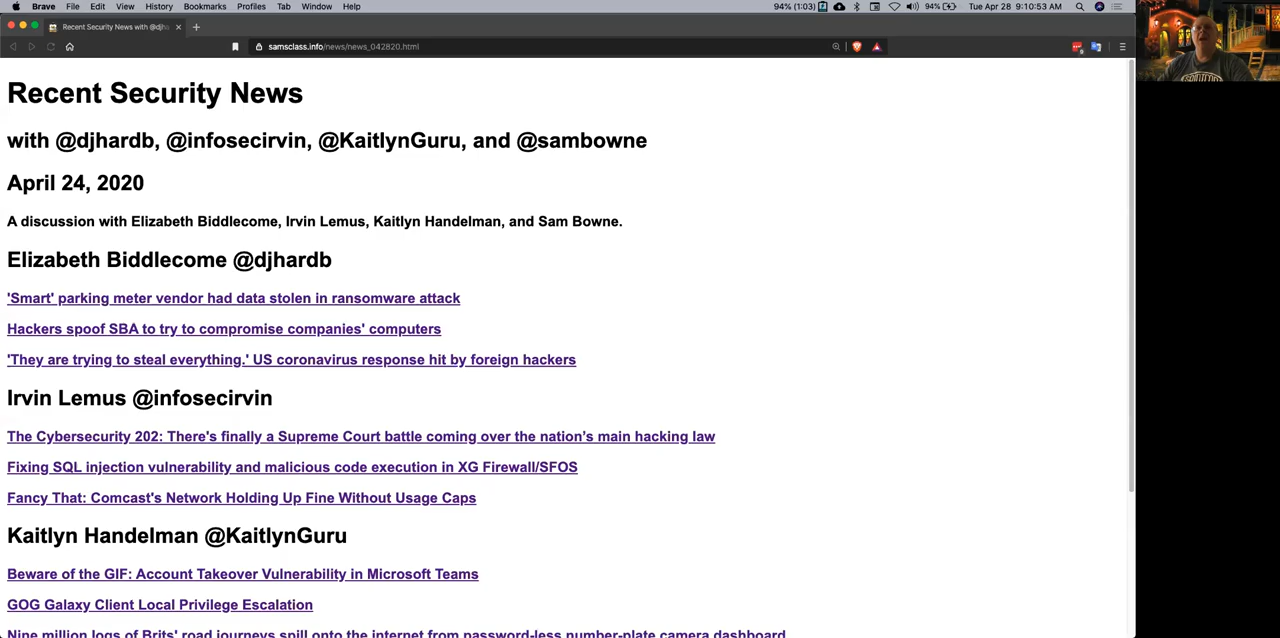 Brave File Edit View History Bookmarks Profiles Tab Window Help 94% (1:03) 94% Tue Apr 28 9:10:53 AM
Recent Security News with @djha
samsclass.info/news/news_042820.html
Recent Security News
with @djhardb, @infosecirvin, @KaitlynGuru, and @sambowne
April 24, 2020
A discussion with Elizabeth Biddlecome, Irvin Lemus, Kaitlyn Handelman, and Sam Bowne.
Elizabeth Biddlecome @djhardb
'Smart' parking meter vendor had data stolen in ransomware attack
Hackers spoof SBA to try to compromise companies' computers
'They are trying to steal everything.' US coronavirus response hit by foreign hackers
Irvin Lemus @infosecirvin
The Cybersecurity 202: There's finally a Supreme Court battle coming over the nation’s main hacking law
Fixing SQL injection vulnerability and malicious code execution in XG Firewall/SFOS
Fancy That: Comcast's Network Holding Up Fine Without Usage Caps
Kaitlyn Handelman @KaitlynGuru
Beware of the GIF: Account Takeover Vulnerability in Microsoft Teams
GOG Galaxy Client Local Privilege Escalation
Nine million logs of Brits' road journeys spill onto the internet from password-less number-plate camera dashboard